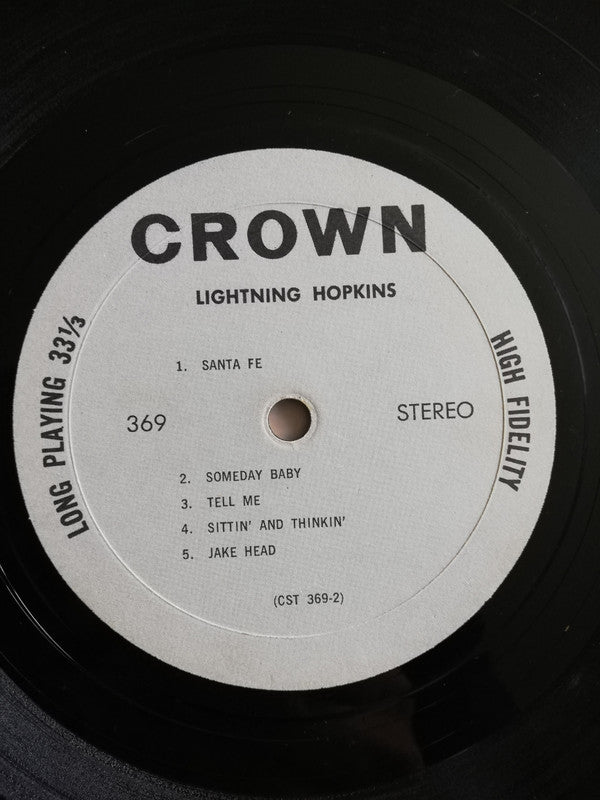 CROWN
LIGHTNING HOPKINS
1. SANTA FE
LONG PLAYING 33⅓
369
STEREO
HIGH FIDELITY
2. SOMEDAY BABY
3. TELL ME
4. SITTIN' AND THINKIN'
5. JAKE HEAD
(CST 369-2)